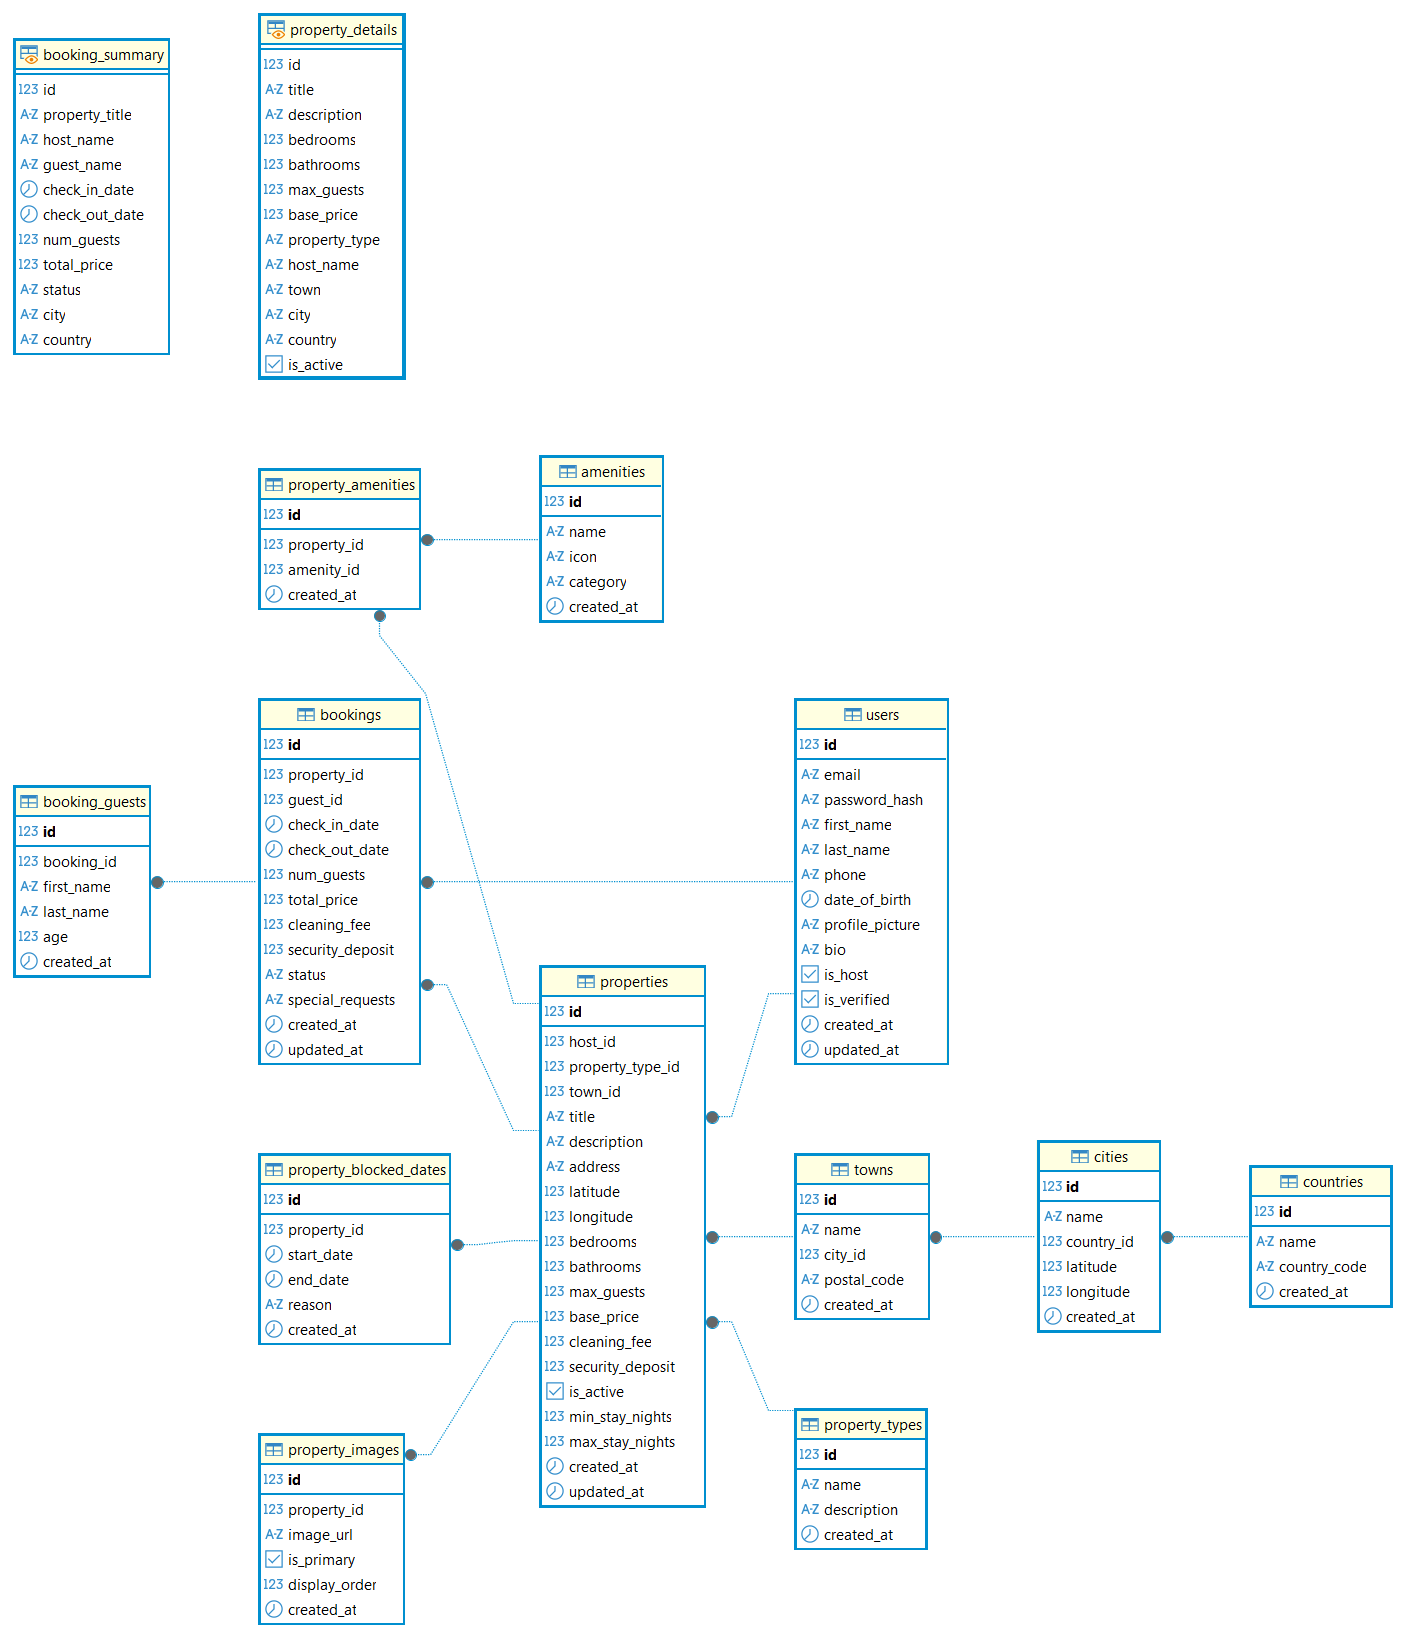 booking_summary
123 id
A-Z property_title
A-Z host_name
A-Z guest_name
check_in_date
check_out_date
123 num_guests
123 total_price
A-Z status
A-Z city
A-Z country
property_details
123 id
A-Z title
A-Z description
123 bedrooms
123 bathrooms
123 max_guests
123 base_price
A-Z property_type
A-Z host_name
A-Z town
A-Z city
A-Z country
is_active
property_amenities
123 id
123 property_id
123 amenity_id
created_at
amenities
123 id
A-Z name
A-Z icon
A-Z category
created_at
booking_guests
123 id
123 booking_id
A-Z first_name
A-Z last_name
123 age
created_at
bookings
123 id
123 property_id
123 guest_id
check_in_date
check_out_date
123 num_guests
123 total_price
123 cleaning_fee
123 security_deposit
A-Z status
A-Z special_requests
created_at
updated_at
users
123 id
A-Z email
A-Z password_hash
A-Z first_name
A-Z last_name
A-Z phone
date_of_birth
A-Z profile_picture
A-Z bio
is_host
is_verified
created_at
updated_at
properties
123 id
123 host_id
123 property_type_id
123 town_id
A-Z title
A-Z description
A-Z address
123 latitude
123 longitude
123 bedrooms
123 bathrooms
123 max_guests
123 base_price
123 cleaning_fee
123 security_deposit
is_active
123 min_stay_nights
123 max_stay_nights
created_at
updated_at
property_blocked_dates
123 id
123 property_id
start_date
end_date
A-Z reason
created_at
towns
123 id
A-Z name
123 city_id
A-Z postal_code
created_at
cities
123 id
A-Z name
123 country_id
123 latitude
123 longitude
created_at
countries
123 id
A-Z name
A-Z country_code
created_at
property_images
123 id
123 property_id
A-Z image_url
is_primary
123 display_order
created_at
property_types
123 id
A-Z name
A-Z description
created_at